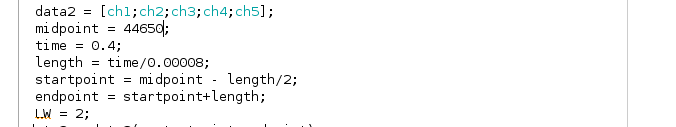 data2 = [ch1;ch2;ch3;ch4;ch5];
midpoint = 44650;
time = 0.4;
length = time/0.00008;
startpoint = midpoint - length/2;
endpoint = startpoint+length;
LW = 2;